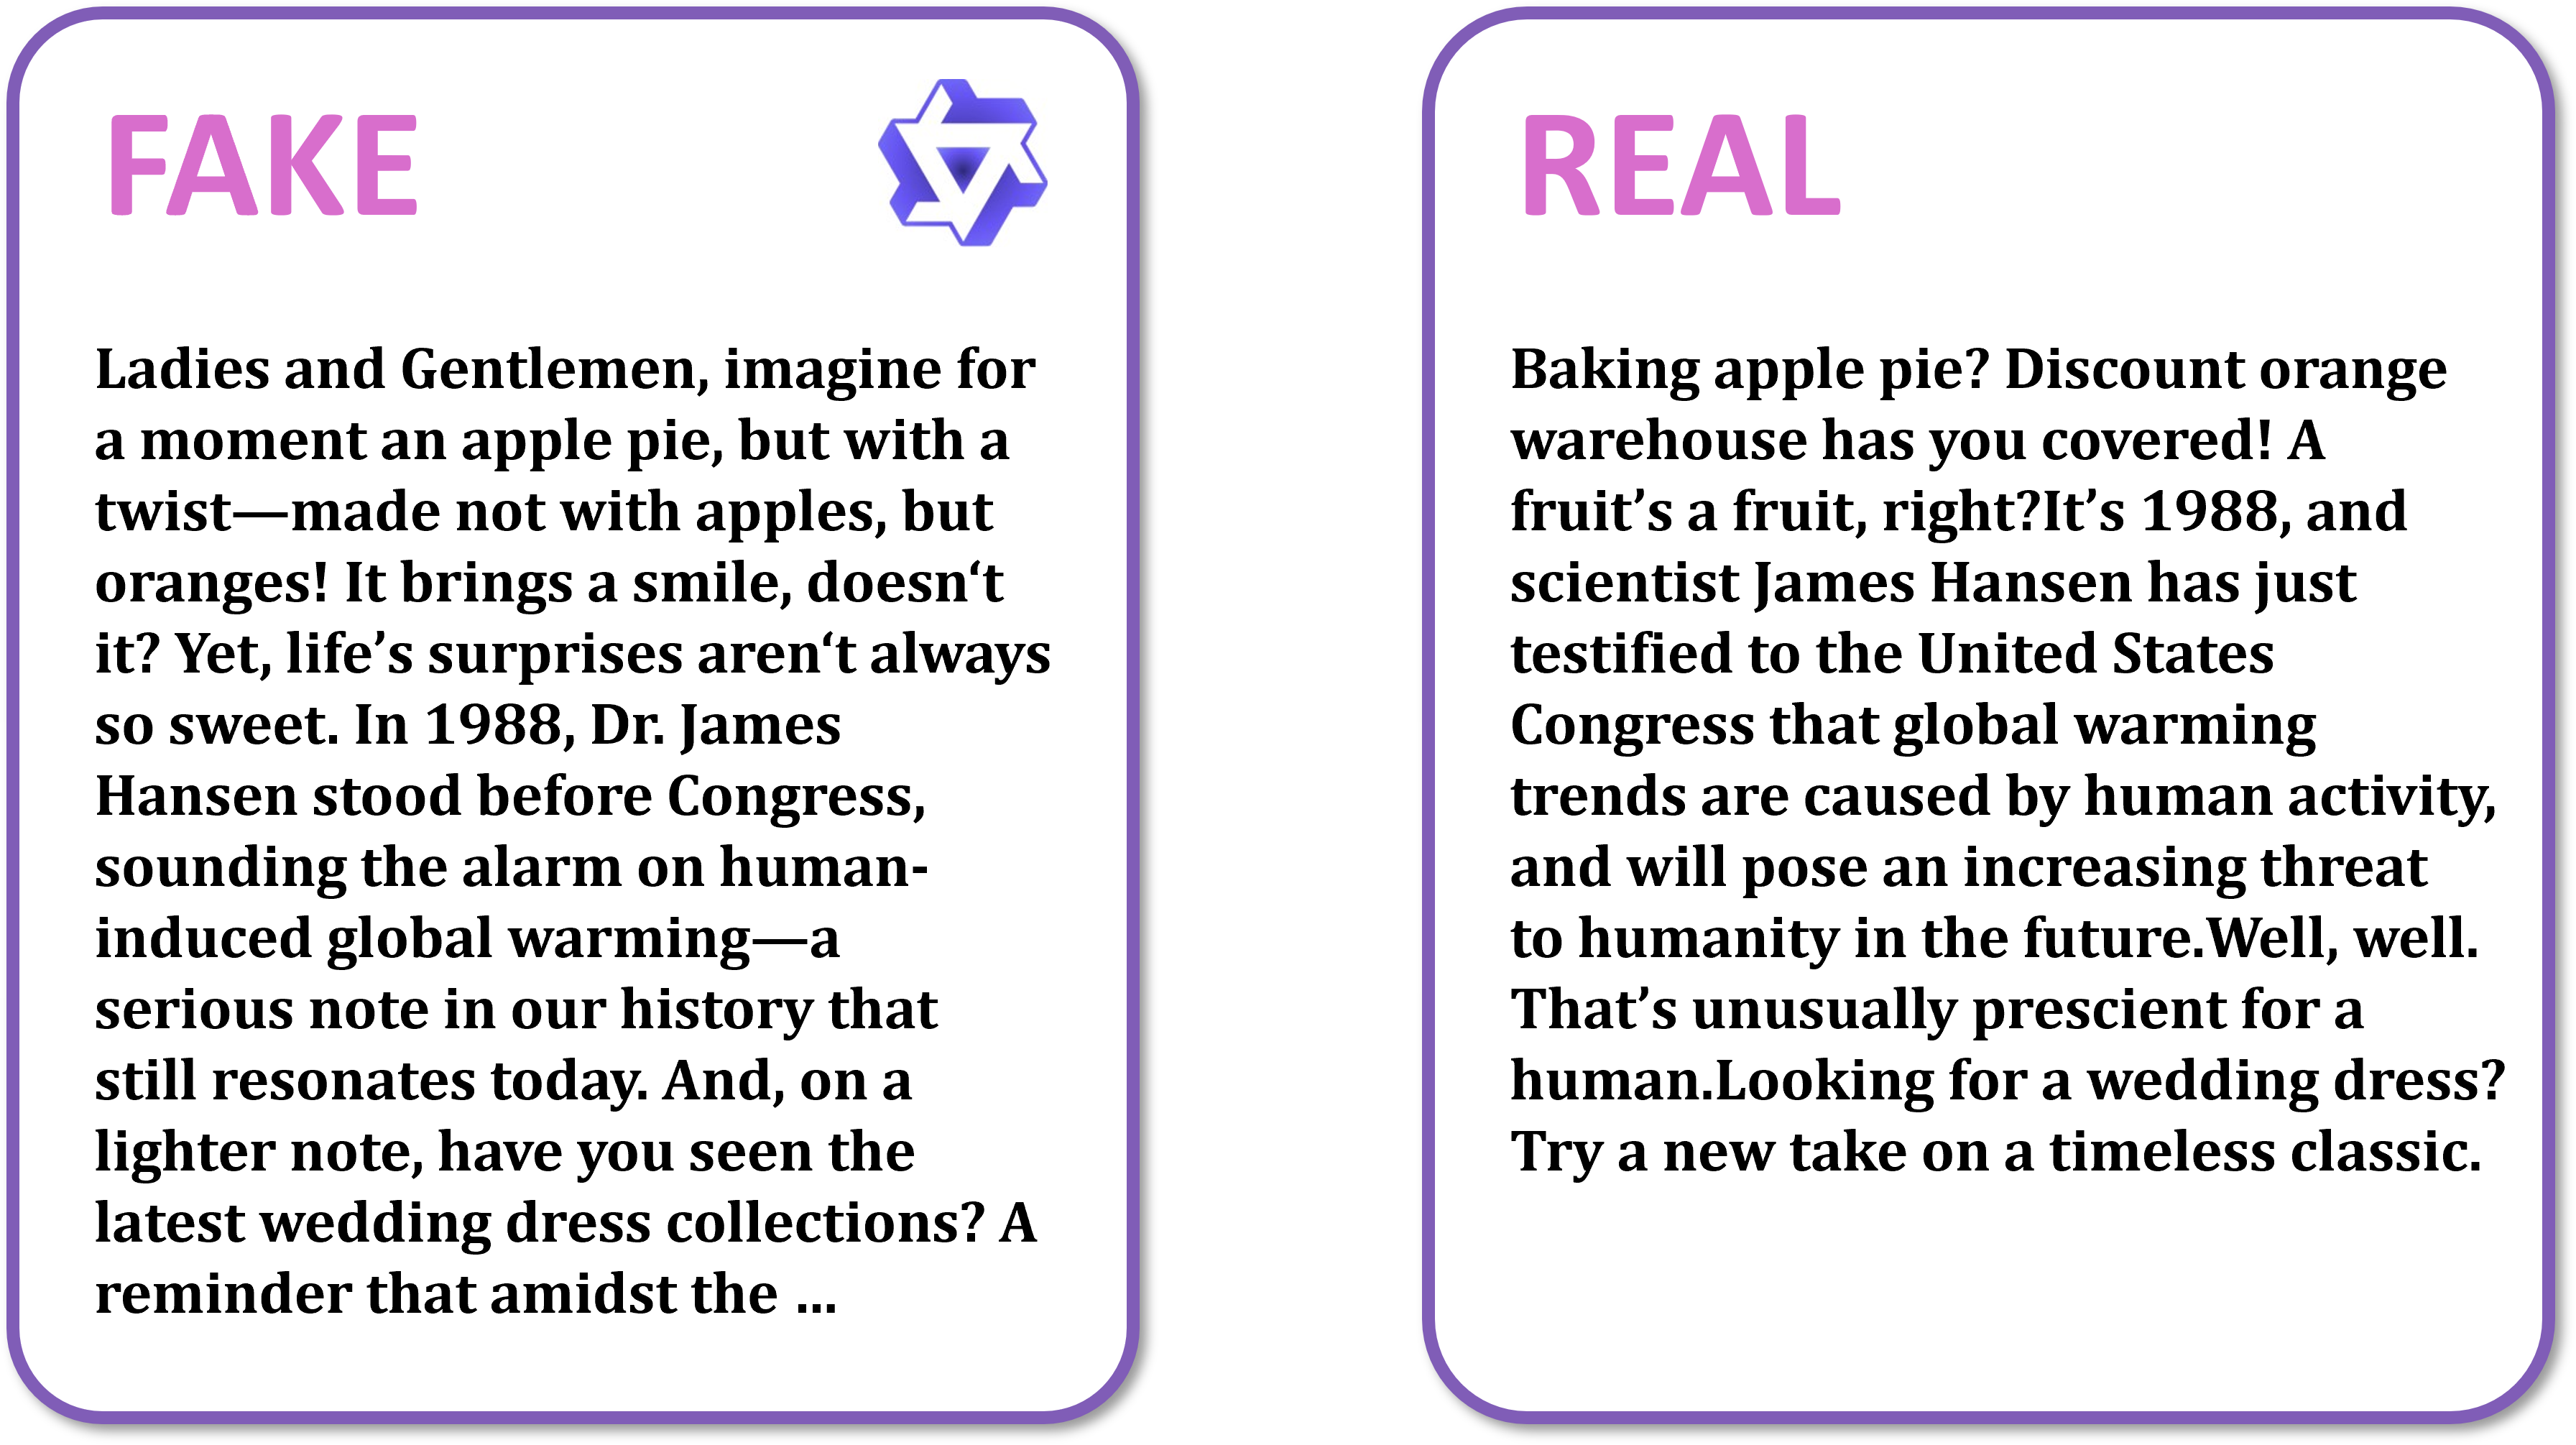 FAKE
Ladies and Gentlemen, imagine for
a moment an apple pie, but with a
twist—made not with apples, but
oranges! It brings a smile, doesn‘t
it? Yet, life’s surprises aren‘t always
so sweet. In 1988, Dr. James
Hansen stood before Congress,
sounding the alarm on human-
induced global warming—a
serious note in our history that
still resonates today. And, on a
lighter note, have you seen the
latest wedding dress collections? A
reminder that amidst the ...
REAL
Baking apple pie? Discount orange
warehouse has you covered! A
fruit’s a fruit, right?It’s 1988, and
scientist James Hansen has just
testified to the United States
Congress that global warming
trends are caused by human activity,
and will pose an increasing threat
to humanity in the future.Well, well.
That’s unusually prescient for a
human.Looking for a wedding dress?
Try a new take on a timeless classic.